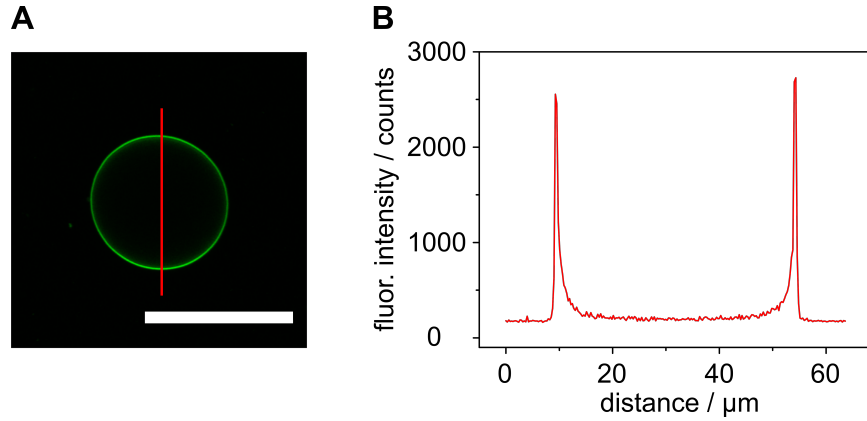 A
B
3000
2000
1000
0
fluor. intensity / counts
0 20 40 60
distance / µm